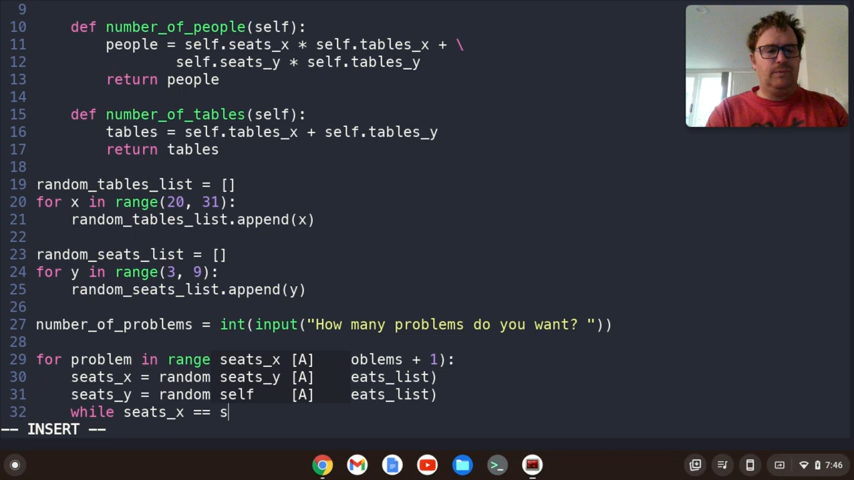 9
10 def number_of_people(self):
11 people = self.seats_x * self.tables_x + \
12 self.seats_y * self.tables_y
13 return people
14
15 def number_of_tables(self):
16 tables = self.tables_x + self.tables_y
17 return tables
18
19 random_tables_list = []
20 for x in range(20, 31):
21 random_tables_list.append(x)
22
23 random_seats_list = []
24 for y in range(3, 9):
25 random_seats_list.append(y)
26
27 number_of_problems = int(input("How many problems do you want? "))
28
29 for problem in range seats_x [A] oblems + 1):
30 seats_x = random seats_y [A] eats_list)
31 seats_y = random self [A] eats_list)
32 while seats_x == s
-- INSERT --
7:46